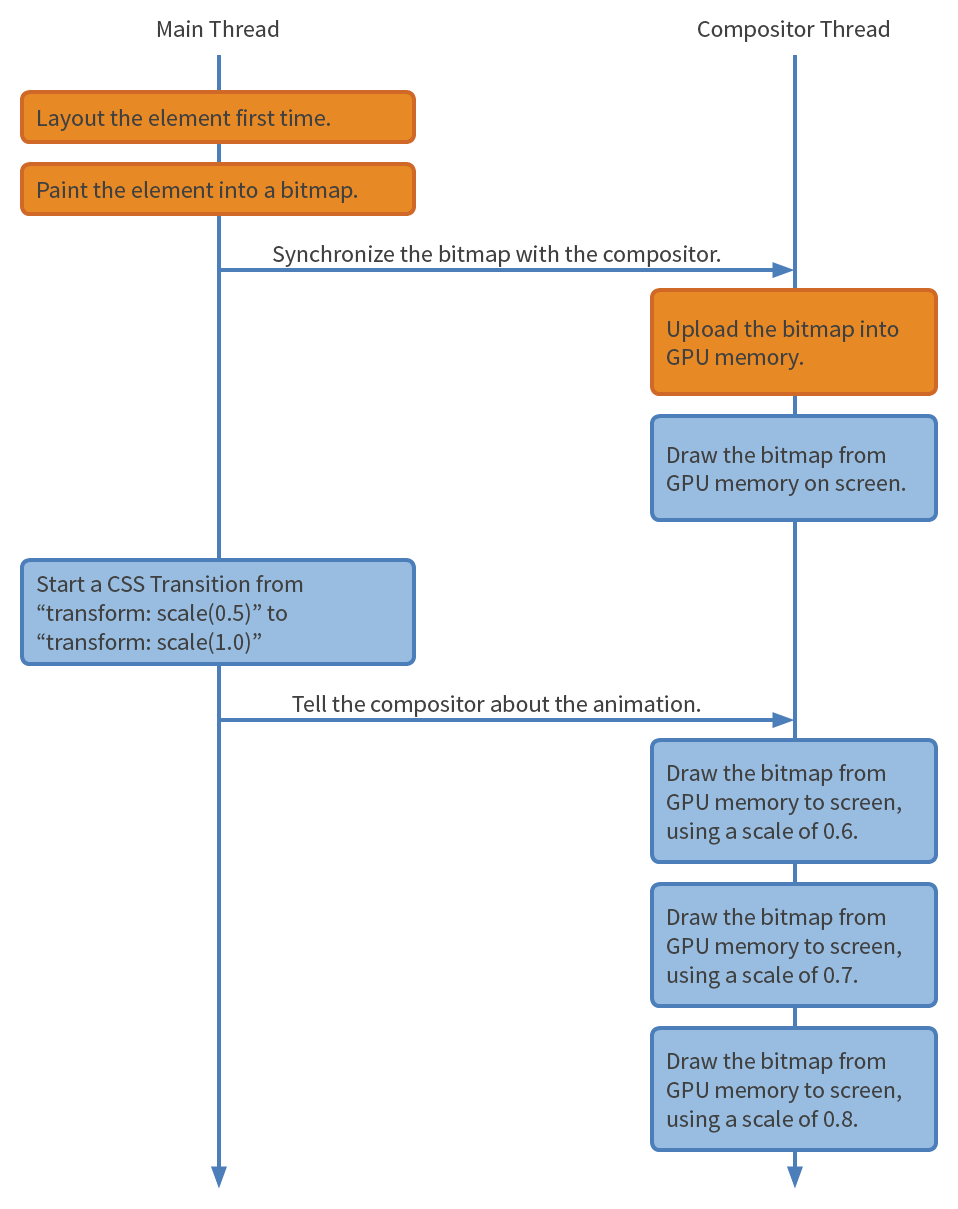 Main Thread
Compositor Thread
Layout the element first time.
Paint the element into a bitmap.
Synchronize the bitmap with the compositor.
Upload the bitmap into
GPU memory.
Draw the bitmap from
GPU memory on screen.
Start a CSS Transition from
“transform: scale(0.5)” to
“transform: scale(1.0)”
Tell the compositor about the animation.
Draw the bitmap from
GPU memory to screen,
using a scale of 0.6.
Draw the bitmap from
GPU memory to screen,
using a scale of 0.7.
Draw the bitmap from
GPU memory to screen,
using a scale of 0.8.